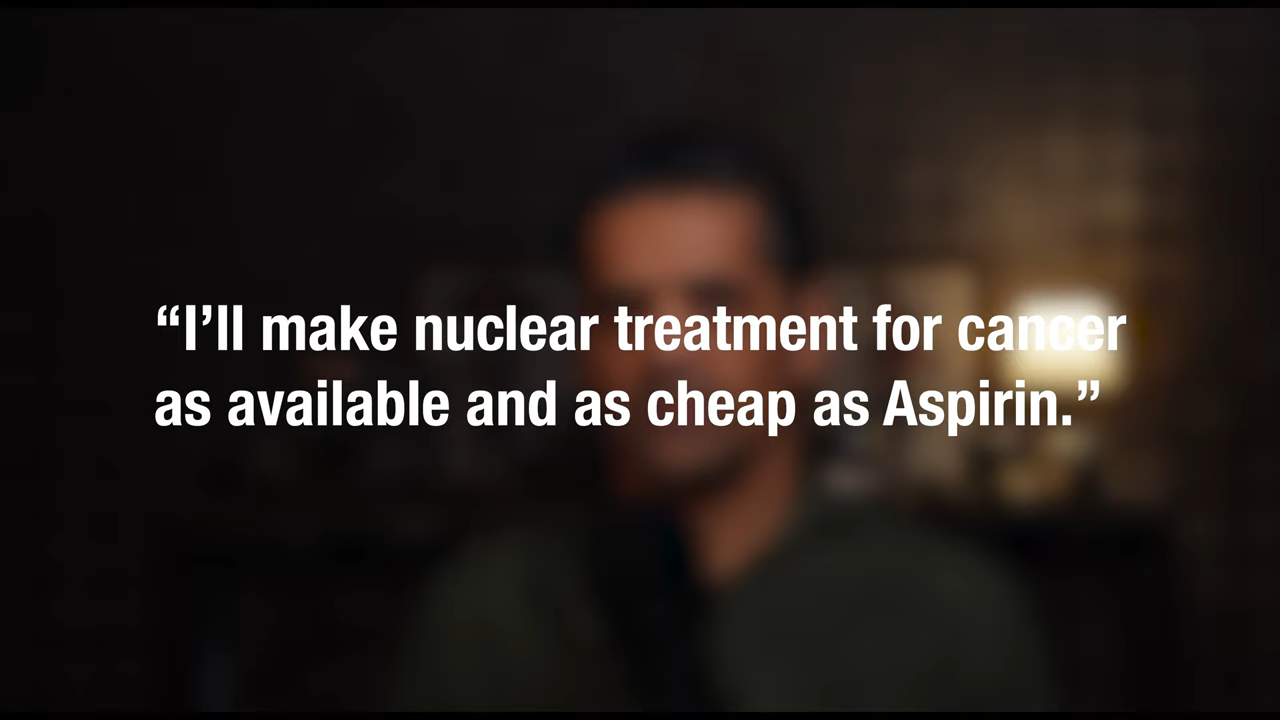 “I’ll make nuclear treatment for cancer
as available and as cheap as Aspirin.”